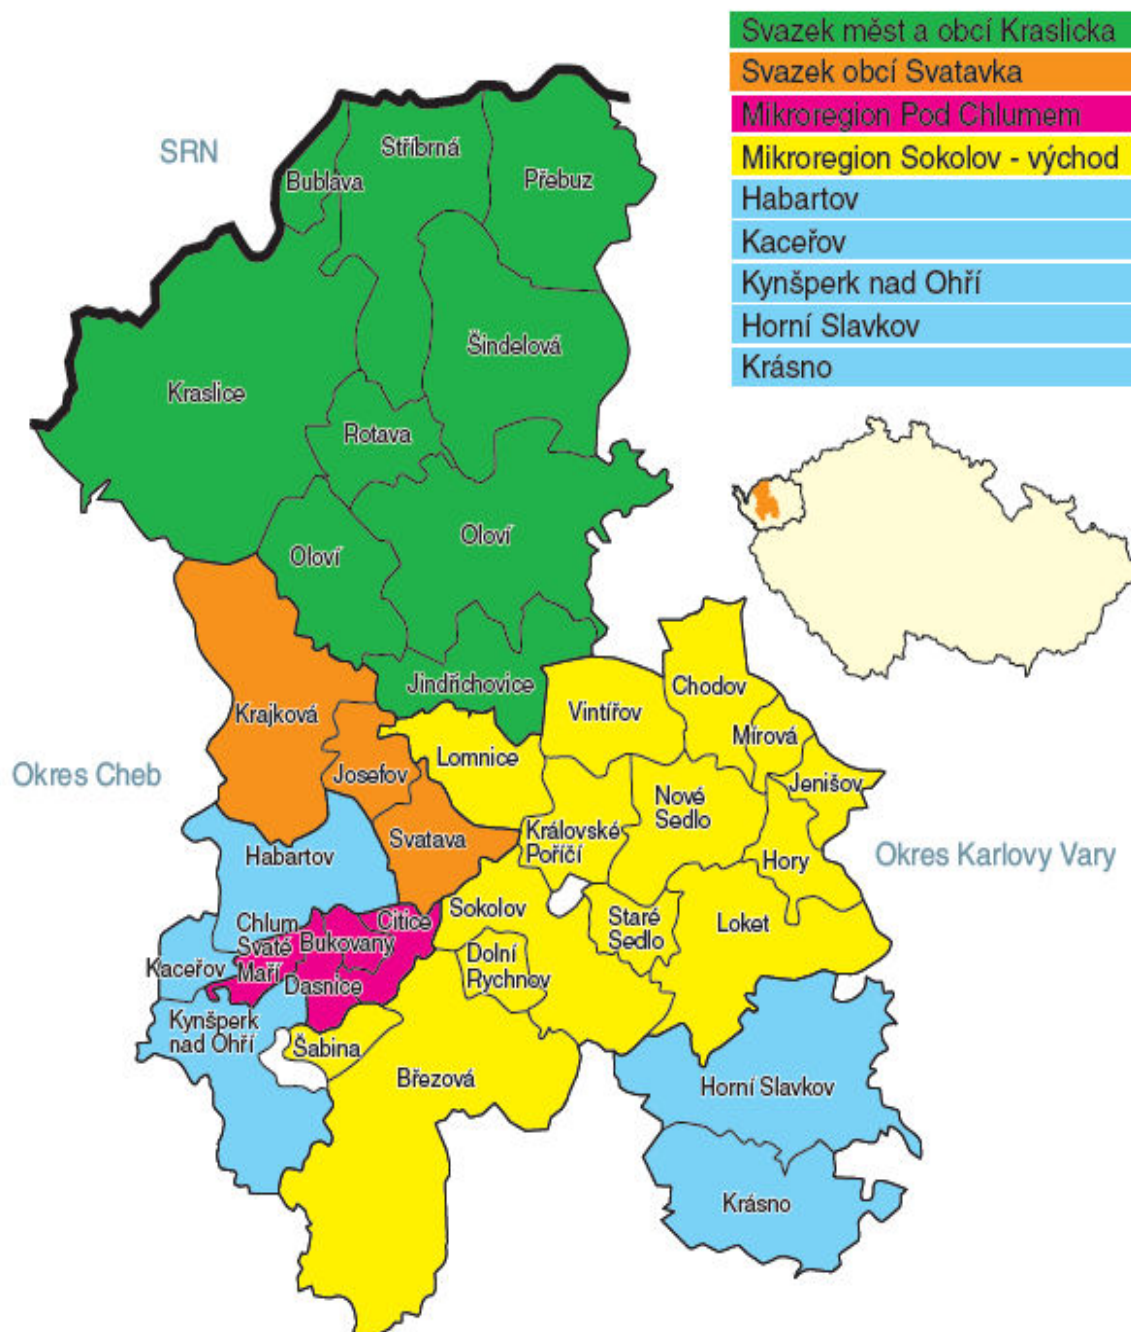 Svazek měst a obcí Kraslicka
Svazek obcí Svatavka
Mikroregion Pod Chlumem
Mikroregion Sokolov - východ
Habartov
Kaceřov
Kynšperk nad Ohří
Horní Slavkov
Krásno
SRN
Stříbrná
Bublava
Přebuz
Šindelová
Kraslice
Rotava
Oloví
Oloví
Jindřichovice
Krajková
Chodov
Vintířov
Mírová
Lomnice
Josefov
Okres Cheb
Jenišov
Nové
Sedlo
Královské
Poříčí
Svatava
Habartov
Hory
Okres Karlovy Vary
Sokolov
Citice
Chlum
Svaté
Maří
Bukovany
Staré
Sedlo
Loket
Dolní
Rychnov
Kaceřov
Dasnice
Kynšperk
nad Ohří
Šabina
Březová
Horní Slavkov
Krásno